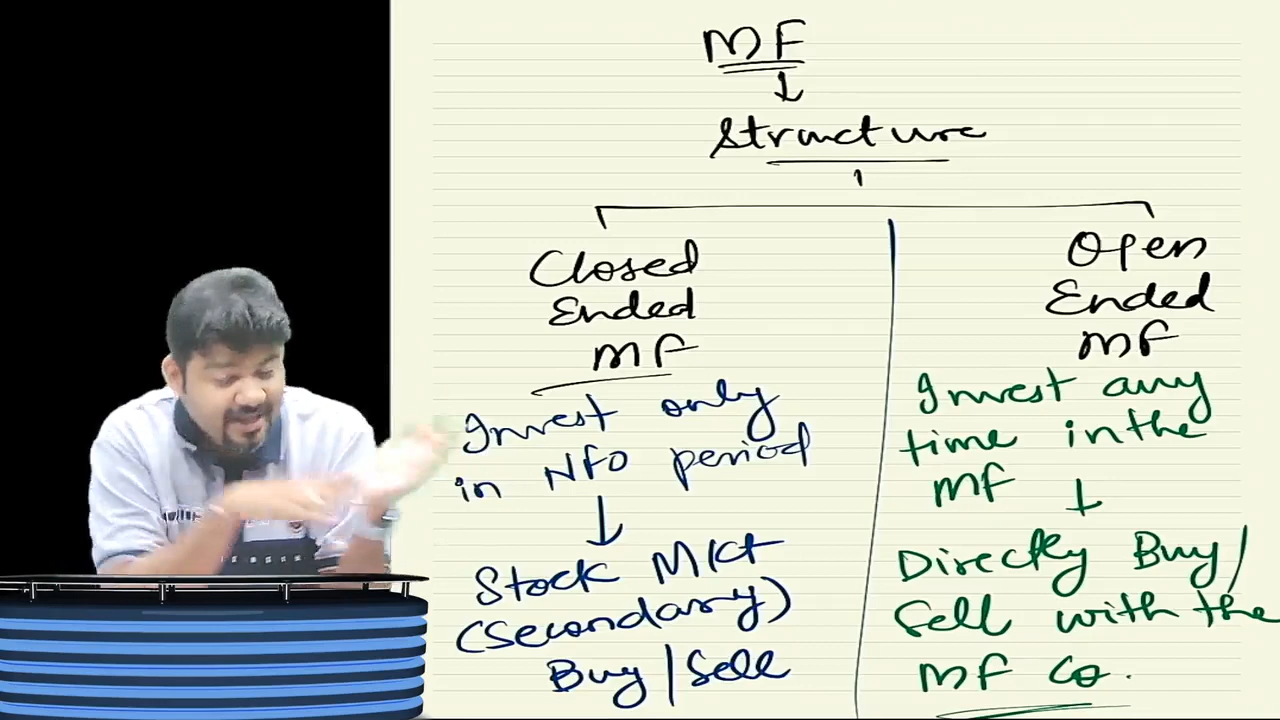 MF
Structure
Closed
Ended
MF
Invest only
in NFO period
Stock Mkt
(Secondary)
Buy/Sell
Open
Ended
MF
Invest any
time in the
MF
Directly Buy/
Sell with the
MF Co.